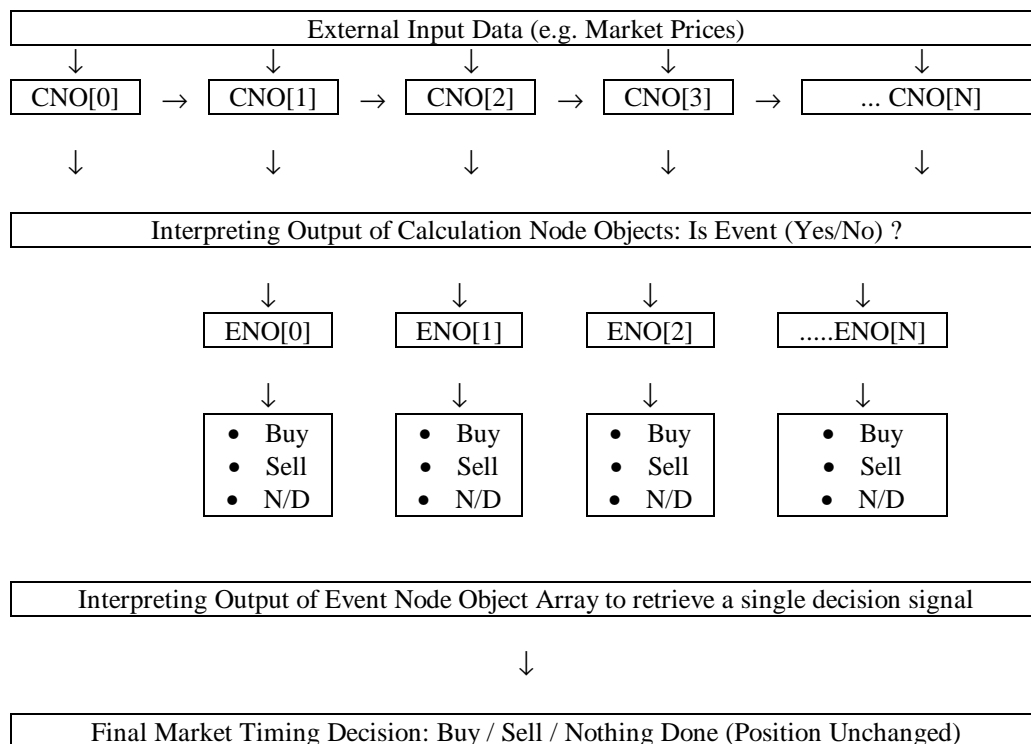 External Input Data (e.g. Market Prices)
↓ ↓ ↓ ↓ ↓
CNO[0] → CNO[1] → CNO[2] → CNO[3] → ... CNO[N]
↓ ↓ ↓ ↓ ↓
Interpreting Output of Calculation Node Objects: Is Event (Yes/No) ?
↓ ↓ ↓ ↓
ENO[0] ENO[1] ENO[2] .....ENO[N]
↓ ↓ ↓ ↓
• Buy • Buy • Buy • Buy
• Sell • Sell • Sell • Sell
• N/D • N/D • N/D • N/D
Interpreting Output of Event Node Object Array to retrieve a single decision signal
↓
Final Market Timing Decision: Buy / Sell / Nothing Done (Position Unchanged)